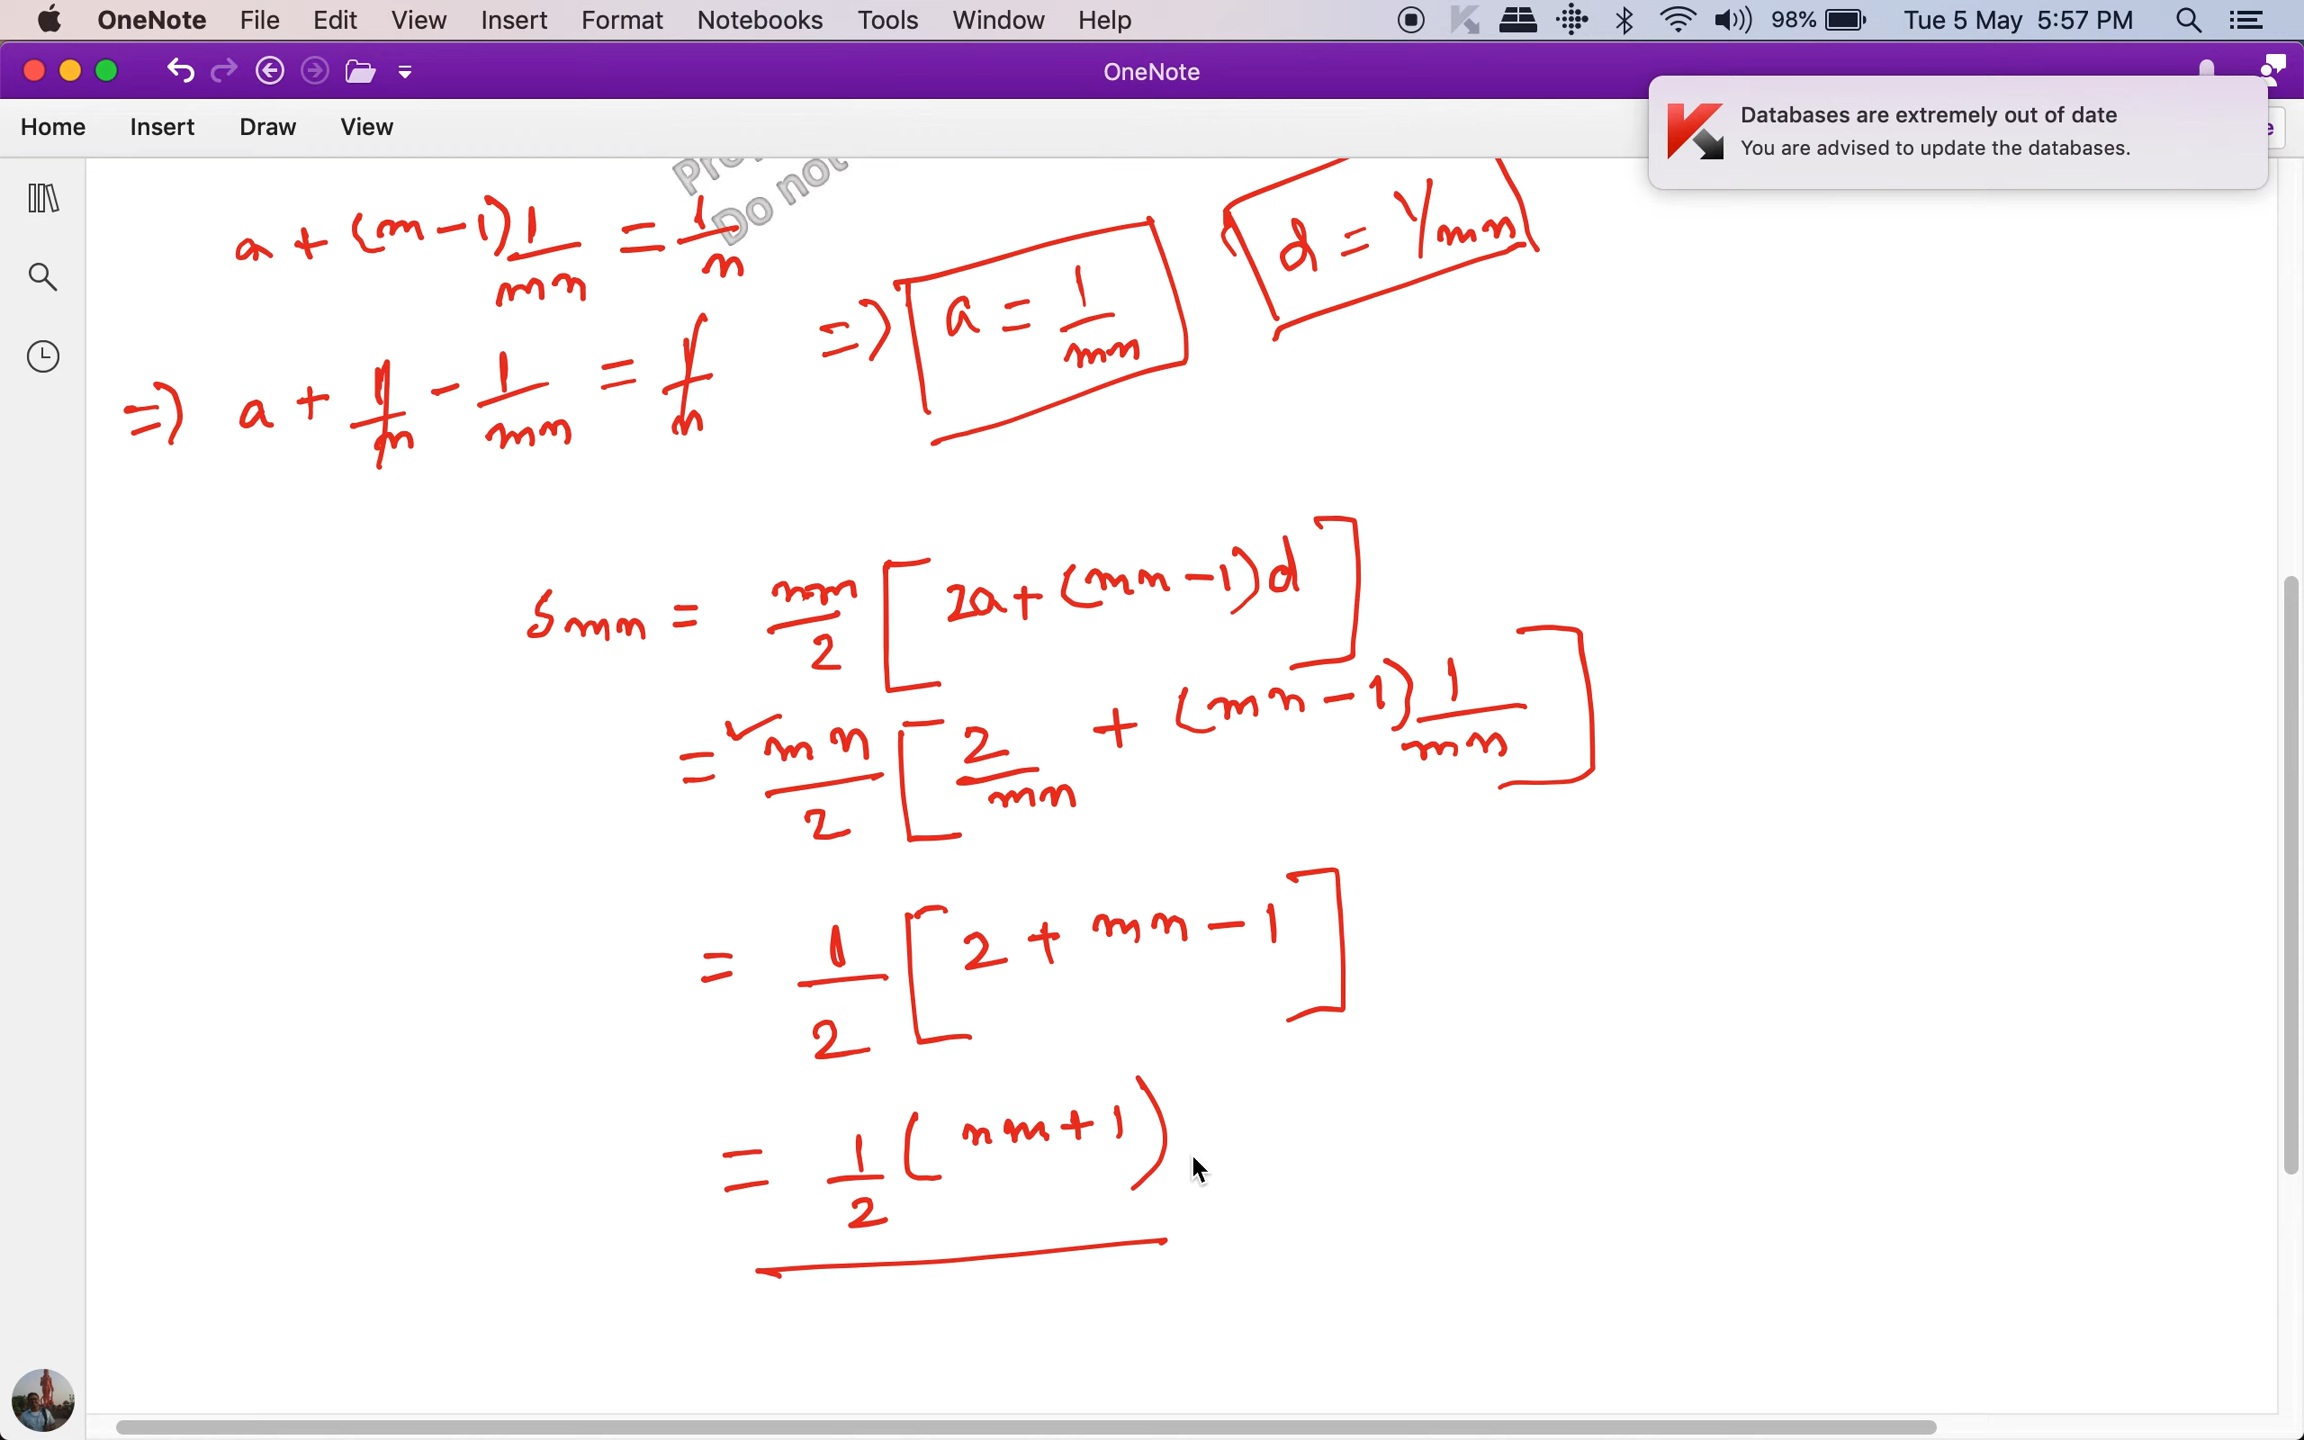 OneNote File Edit View Insert Format Notebooks Tools Window Help 98% Tue 5 May 5:57 PM
OneNote
Home Insert Draw View
Databases are extremely out of date
You are advised to update the databases.
Do not
a + (m-1) 1/mn = 1/n
d = 1/mn
=> a = 1/mn
=> a + 1/n - 1/mn = 1/n
Smn = mn/2 [2a + (mn-1)d]
= mn/2 [2/mn + (mn-1) 1/mn]
= 1/2 [2 + mn - 1]
= 1/2 (nm+1)